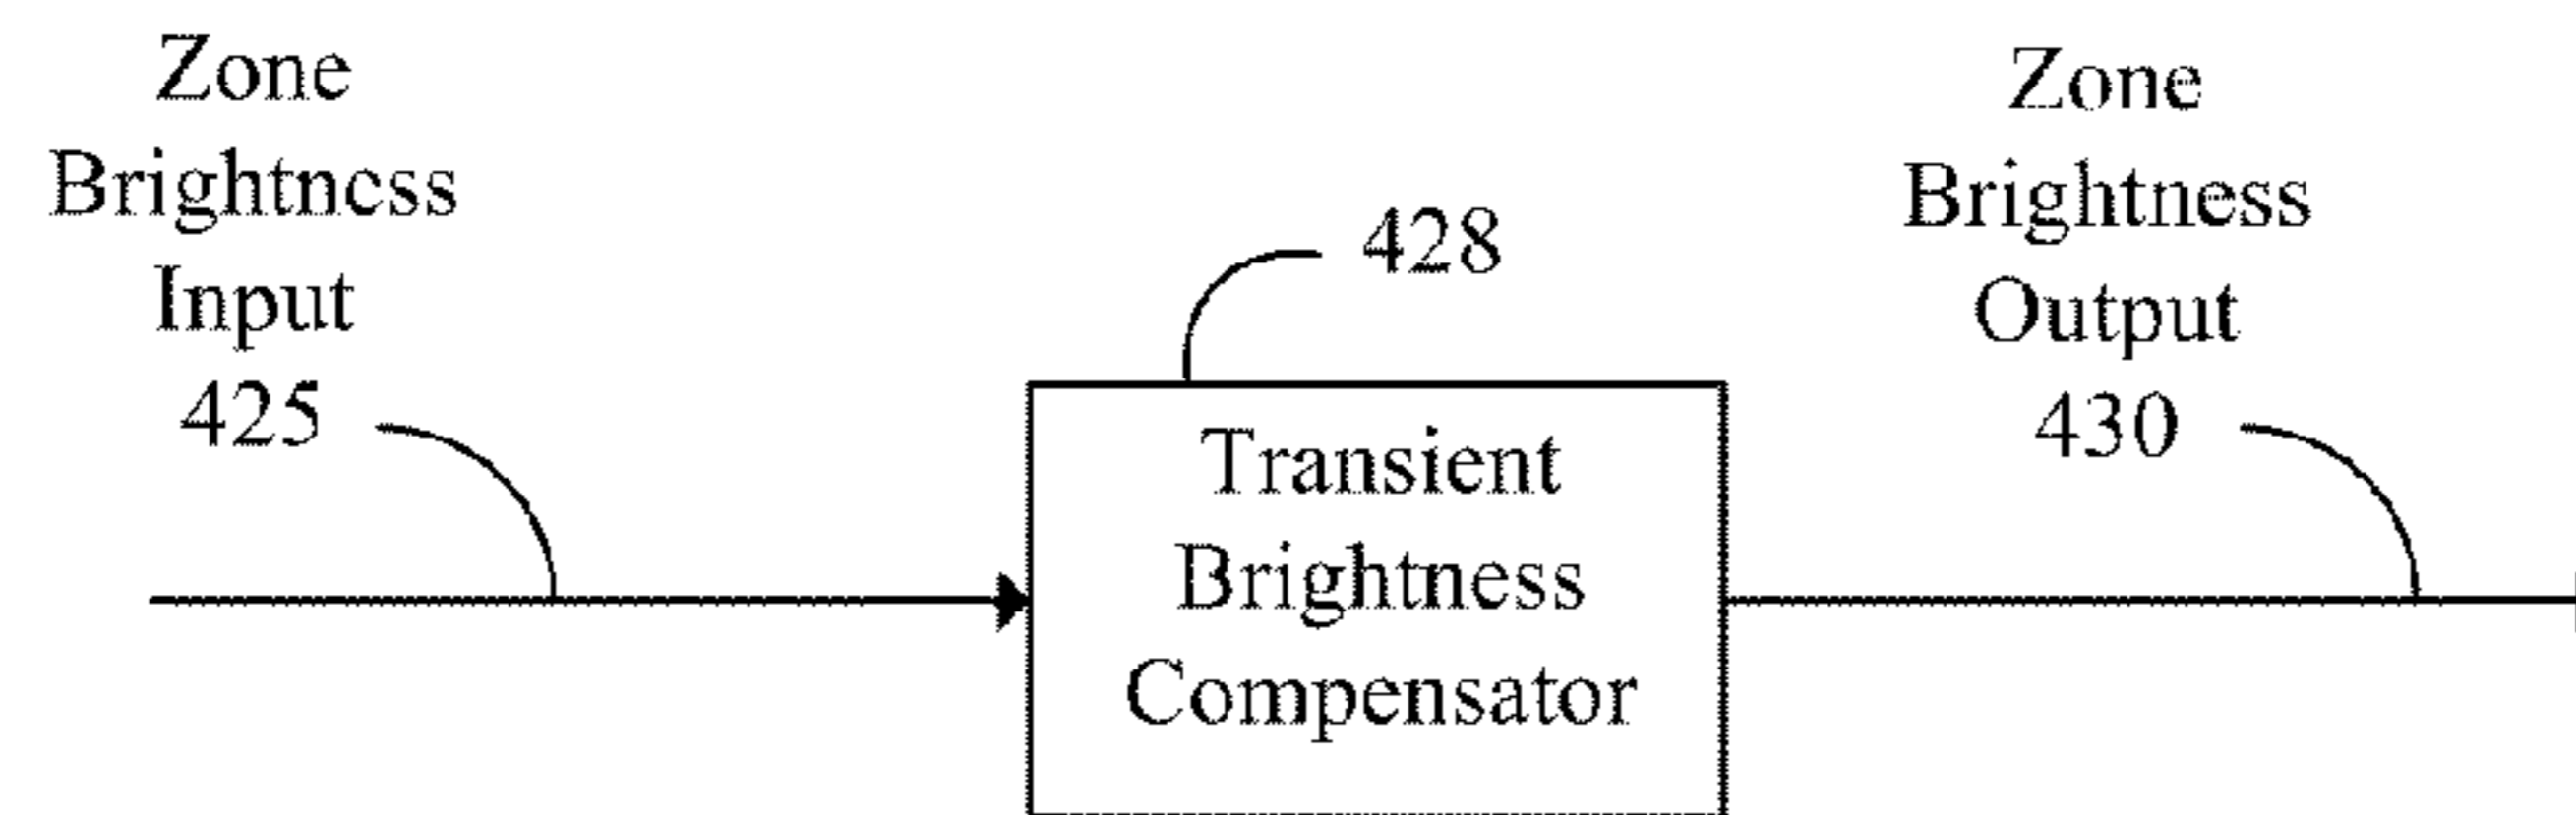 Zone
Brightness
Input
425
428
Transient
Brightness
Compensator
Zone
Brightness
Output
430